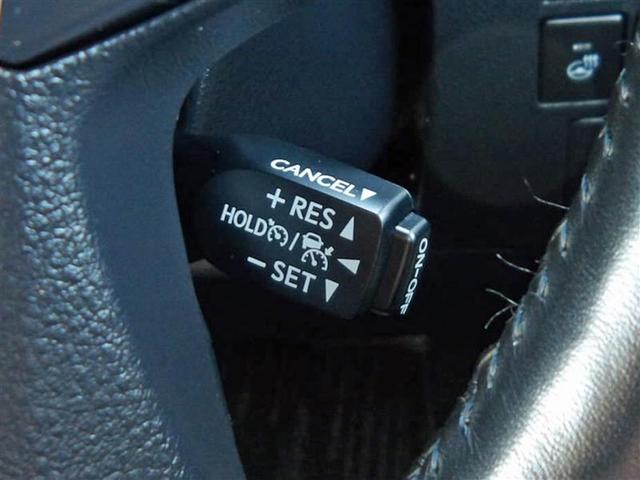 CANCEL▼
+ RES ▲
HOLD / ◀
− SET ▼
ON-OFF